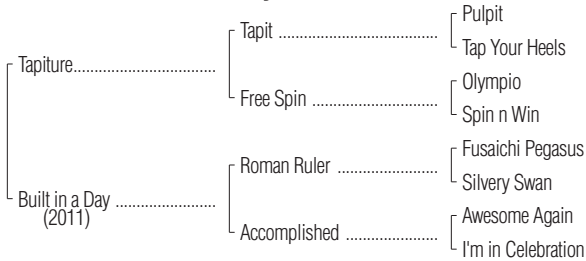 Pulpit
Tapit
Tap Your Heels
Tapiture
Olympio
Free Spin
Spin n Win
Fusaichi Pegasus
Roman Ruler
Silvery Swan
Built in a Day
(2011)
Awesome Again
Accomplished
I'm in Celebration